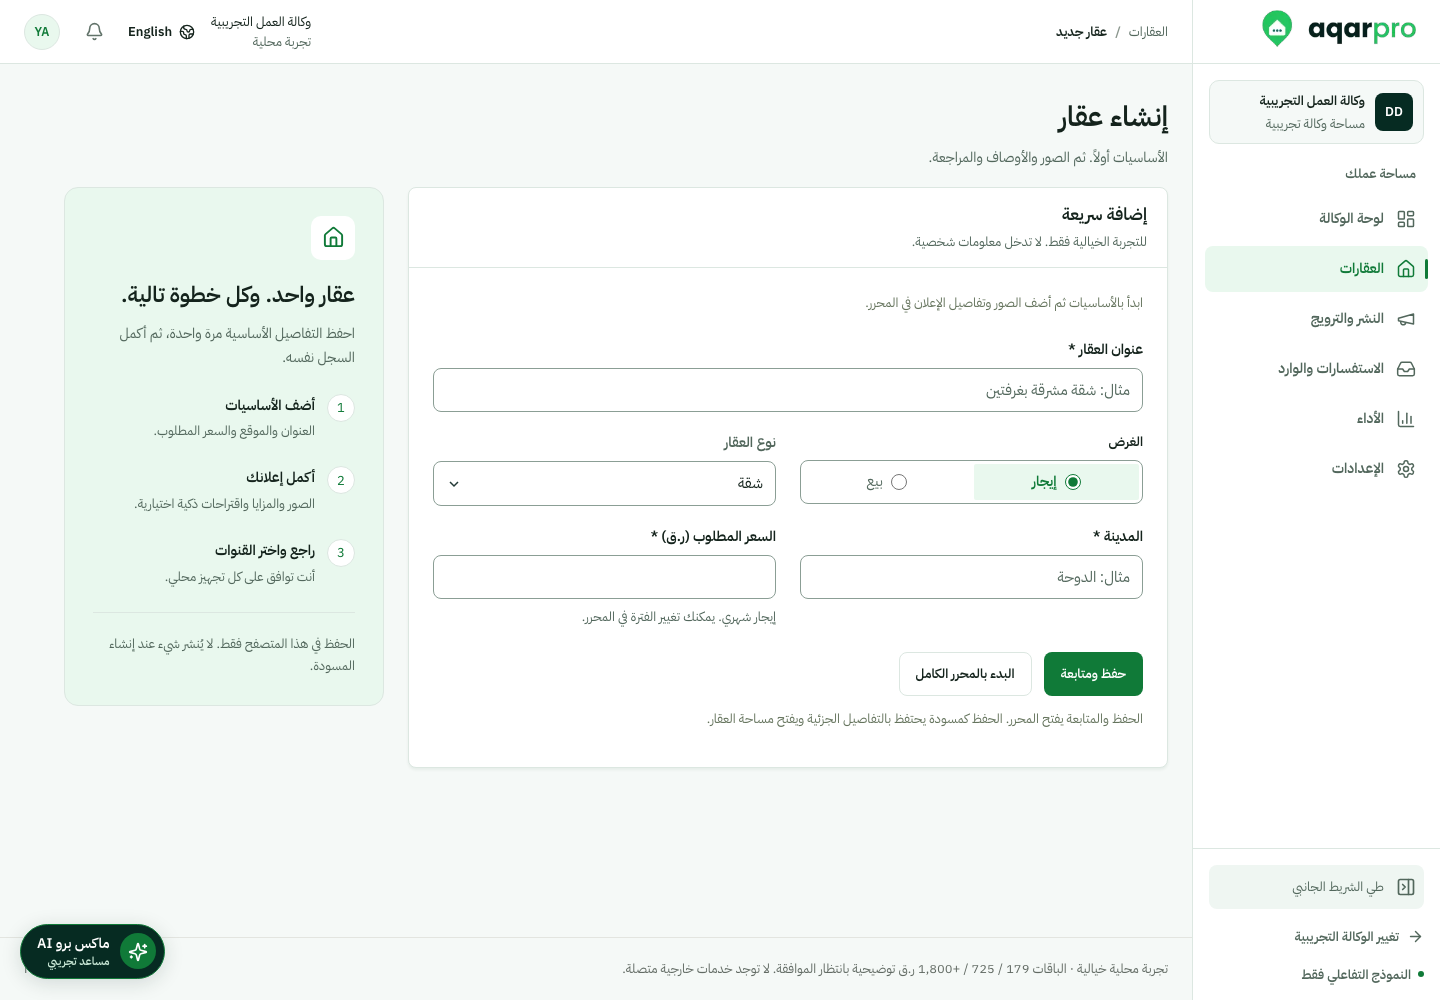 aqarpro
العقارات / عقار جديد
وكالة العمل التجريبية
تجربة محلية
English
YA
DD
وكالة العمل التجريبية
مساحة وكالة تجريبية
مساحة عملك
لوحة الوكالة
العقارات
النشر والترويج
الاستفسارات والوارد
الأداء
الإعدادات
طي الشريط الجانبي
تغيير الوكالة التجريبية
النموذج التفاعلي فقط
إنشاء عقار
الأساسيات أولاً. ثم الصور والأوصاف والمراجعة.
إضافة سريعة
للتجربة الخيالية فقط. لا تدخل معلومات شخصية.
ابدأ بالأساسيات ثم أضف الصور وتفاصيل الإعلان في المحرر.
عنوان العقار *
مثال: شقة مشرقة بغرفتين
الغرض
إيجار
بيع
نوع العقار
شقة
المدينة *
مثال: الدوحة
السعر المطلوب (ر.ق) *
إيجار شهري. يمكنك تغيير الفترة في المحرر.
حفظ ومتابعة
البدء بالمحرر الكامل
الحفظ والمتابعة يفتح المحرر. الحفظ كمسودة يحتفظ بالتفاصيل الجزئية ويفتح مساحة العقار.
عقار واحد. وكل خطوة تالية.
احفظ التفاصيل الأساسية مرة واحدة، ثم أكمل
السجل نفسه.
1
أضف الأساسيات
العنوان والموقع والسعر المطلوب.
2
أكمل إعلانك
الصور والمزايا واقتراحات ذكية اختيارية.
3
راجع واختر القنوات
أنت توافق على كل تجهيز محلي.
الحفظ في هذا المتصفح فقط. لا يُنشر شيء عند إنشاء
المسودة.
تجربة محلية خيالية · الباقات 179 / 725 / +1,800 ر.ق توضيحية بانتظار الموافقة. لا توجد خدمات خارجية متصلة.
ماكس برو AI
مساعد تجريبي